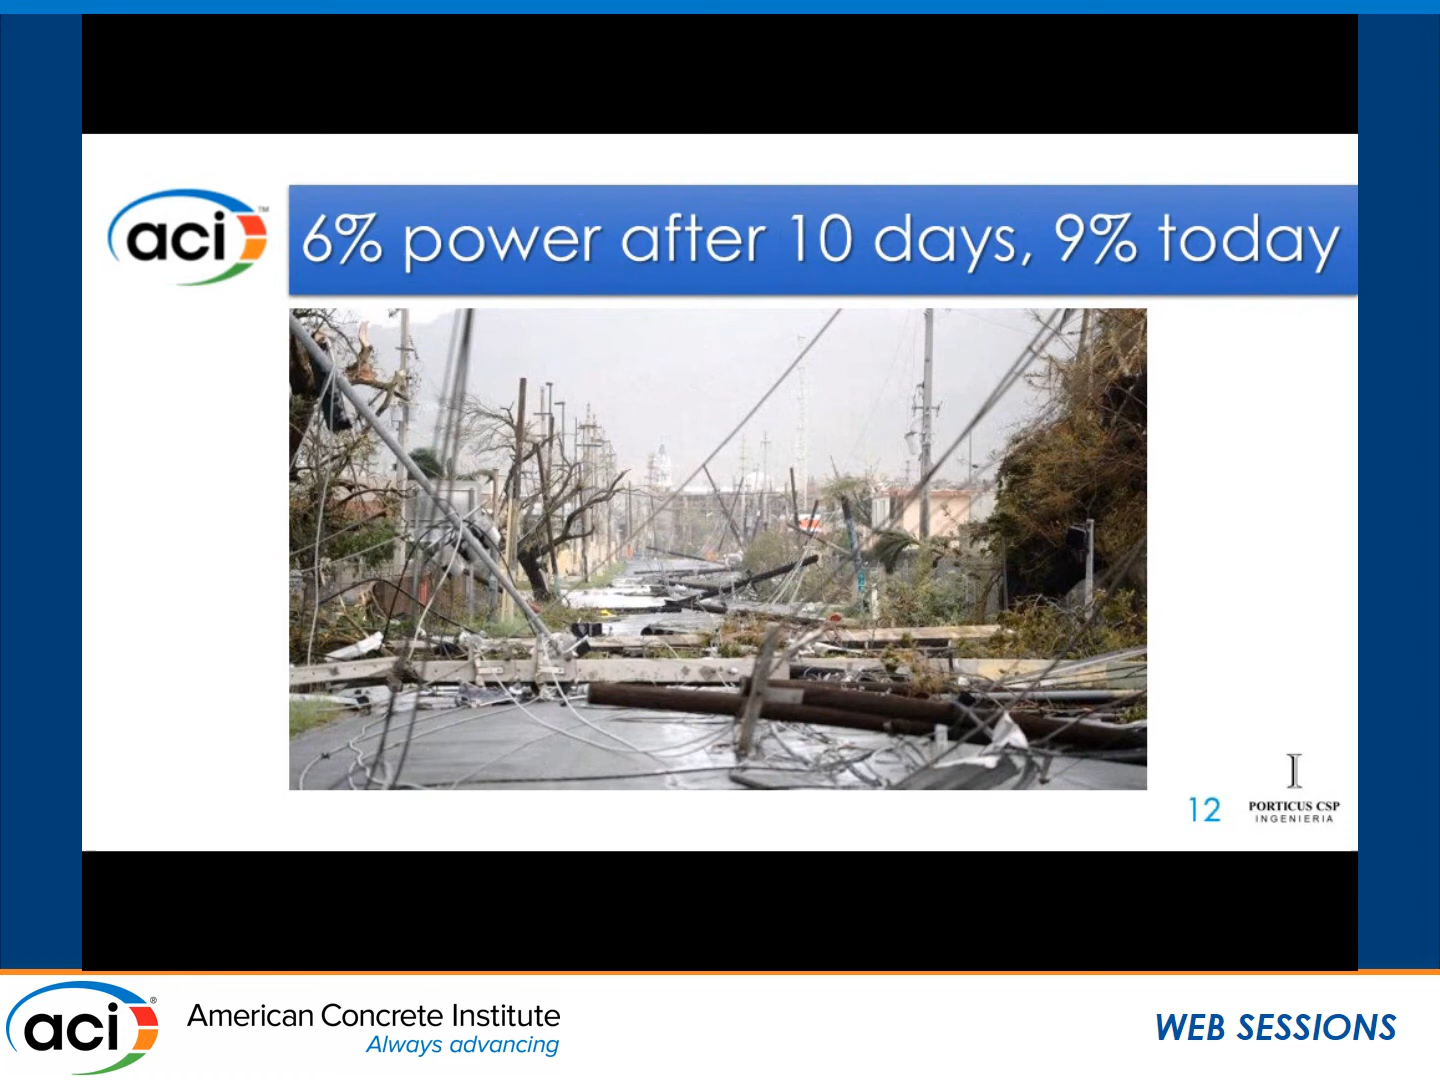 aci™
6% power after 10 days, 9% today
12
PORTICUS CSP
INGENIERIA
aci®
American Concrete Institute
Always advancing
WEB SESSIONS